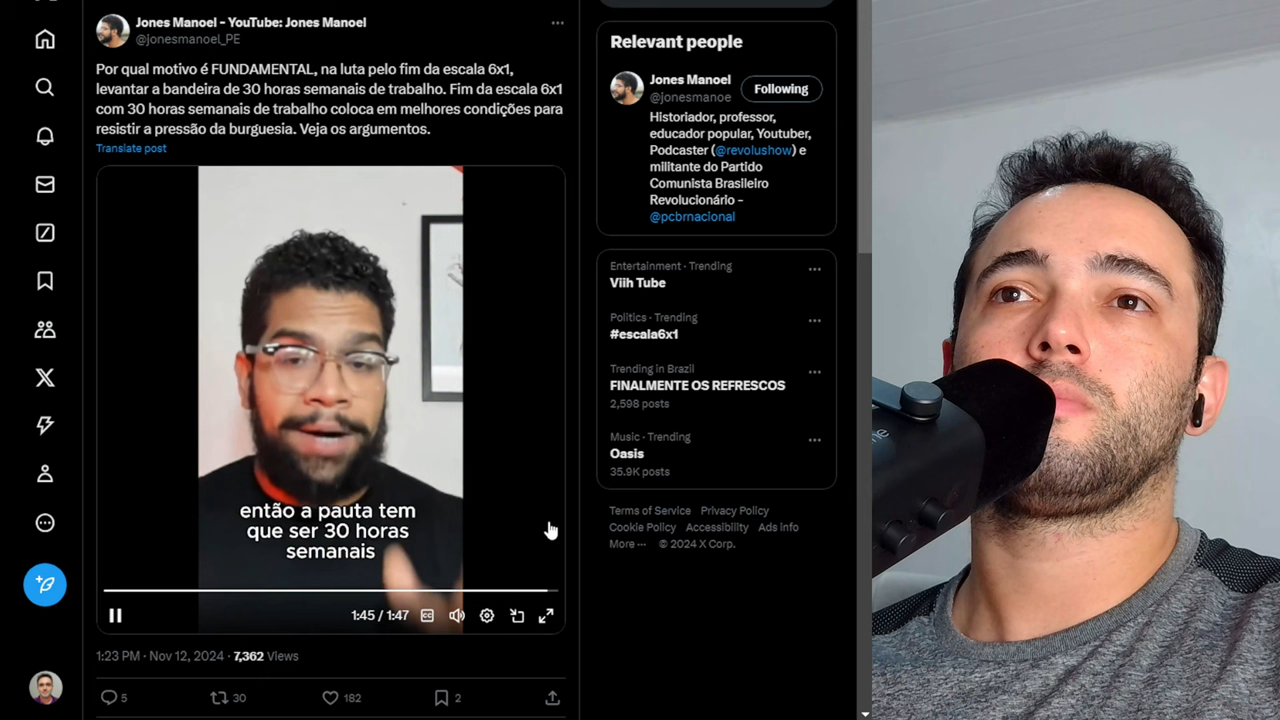 Jones Manoel - YouTube: Jones Manoel
@jonesmanoel_PE
Por qual motivo é FUNDAMENTAL, na luta pelo fim da escala 6x1,
levantar a bandeira de 30 horas semanais de trabalho. Fim da escala 6x1
com 30 horas semanais de trabalho coloca em melhores condições para
resistir a pressão da burguesia. Veja os argumentos.
Translate post
então a pauta tem
que ser 30 horas
semanais
1:45 / 1:47
CC
1:23 PM · Nov 12, 2024 · 7,362 Views
5
30
182
2
Relevant people
Jones Manoel
@jonesmanoe
Following
Historiador, professor,
educador popular, Youtuber,
Podcaster (@revolushow) e
militante do Partido
Comunista Brasileiro
Revolucionário -
@pcbrnacional
Entertainment · Trending
Viih Tube
Politics · Trending
#escala6x1
Trending in Brazil
FINALMENTE OS REFRESCOS
2,598 posts
Music · Trending
Oasis
35.9K posts
Terms of Service Privacy Policy
Cookie Policy Accessibility Ads info
More ··· © 2024 X Corp.